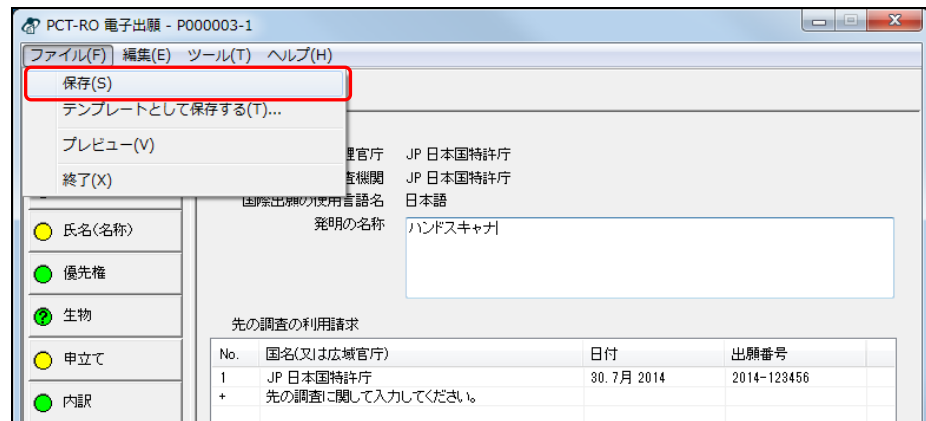 PCT-RO 電子出願 - P000003-1
ファイル(F) 編集(E) ツール(T) ヘルプ(H)
保存(S)
テンプレートとして保存する(T)...
プレビュー(V)
終了(X)
理官庁 JP 日本国特許庁
査機関 JP 日本国特許庁
国際出願の使用言語名 日本語
発明の名称 ハンドスキャナ
氏名(名称)
優先権
生物
申立て
内訳
先の調査の利用請求
No. 国名(又は広域官庁) 日付 出願番号
1 JP 日本国特許庁 30. 7月 2014 2014-123456
+ 先の調査に関して入力してください。